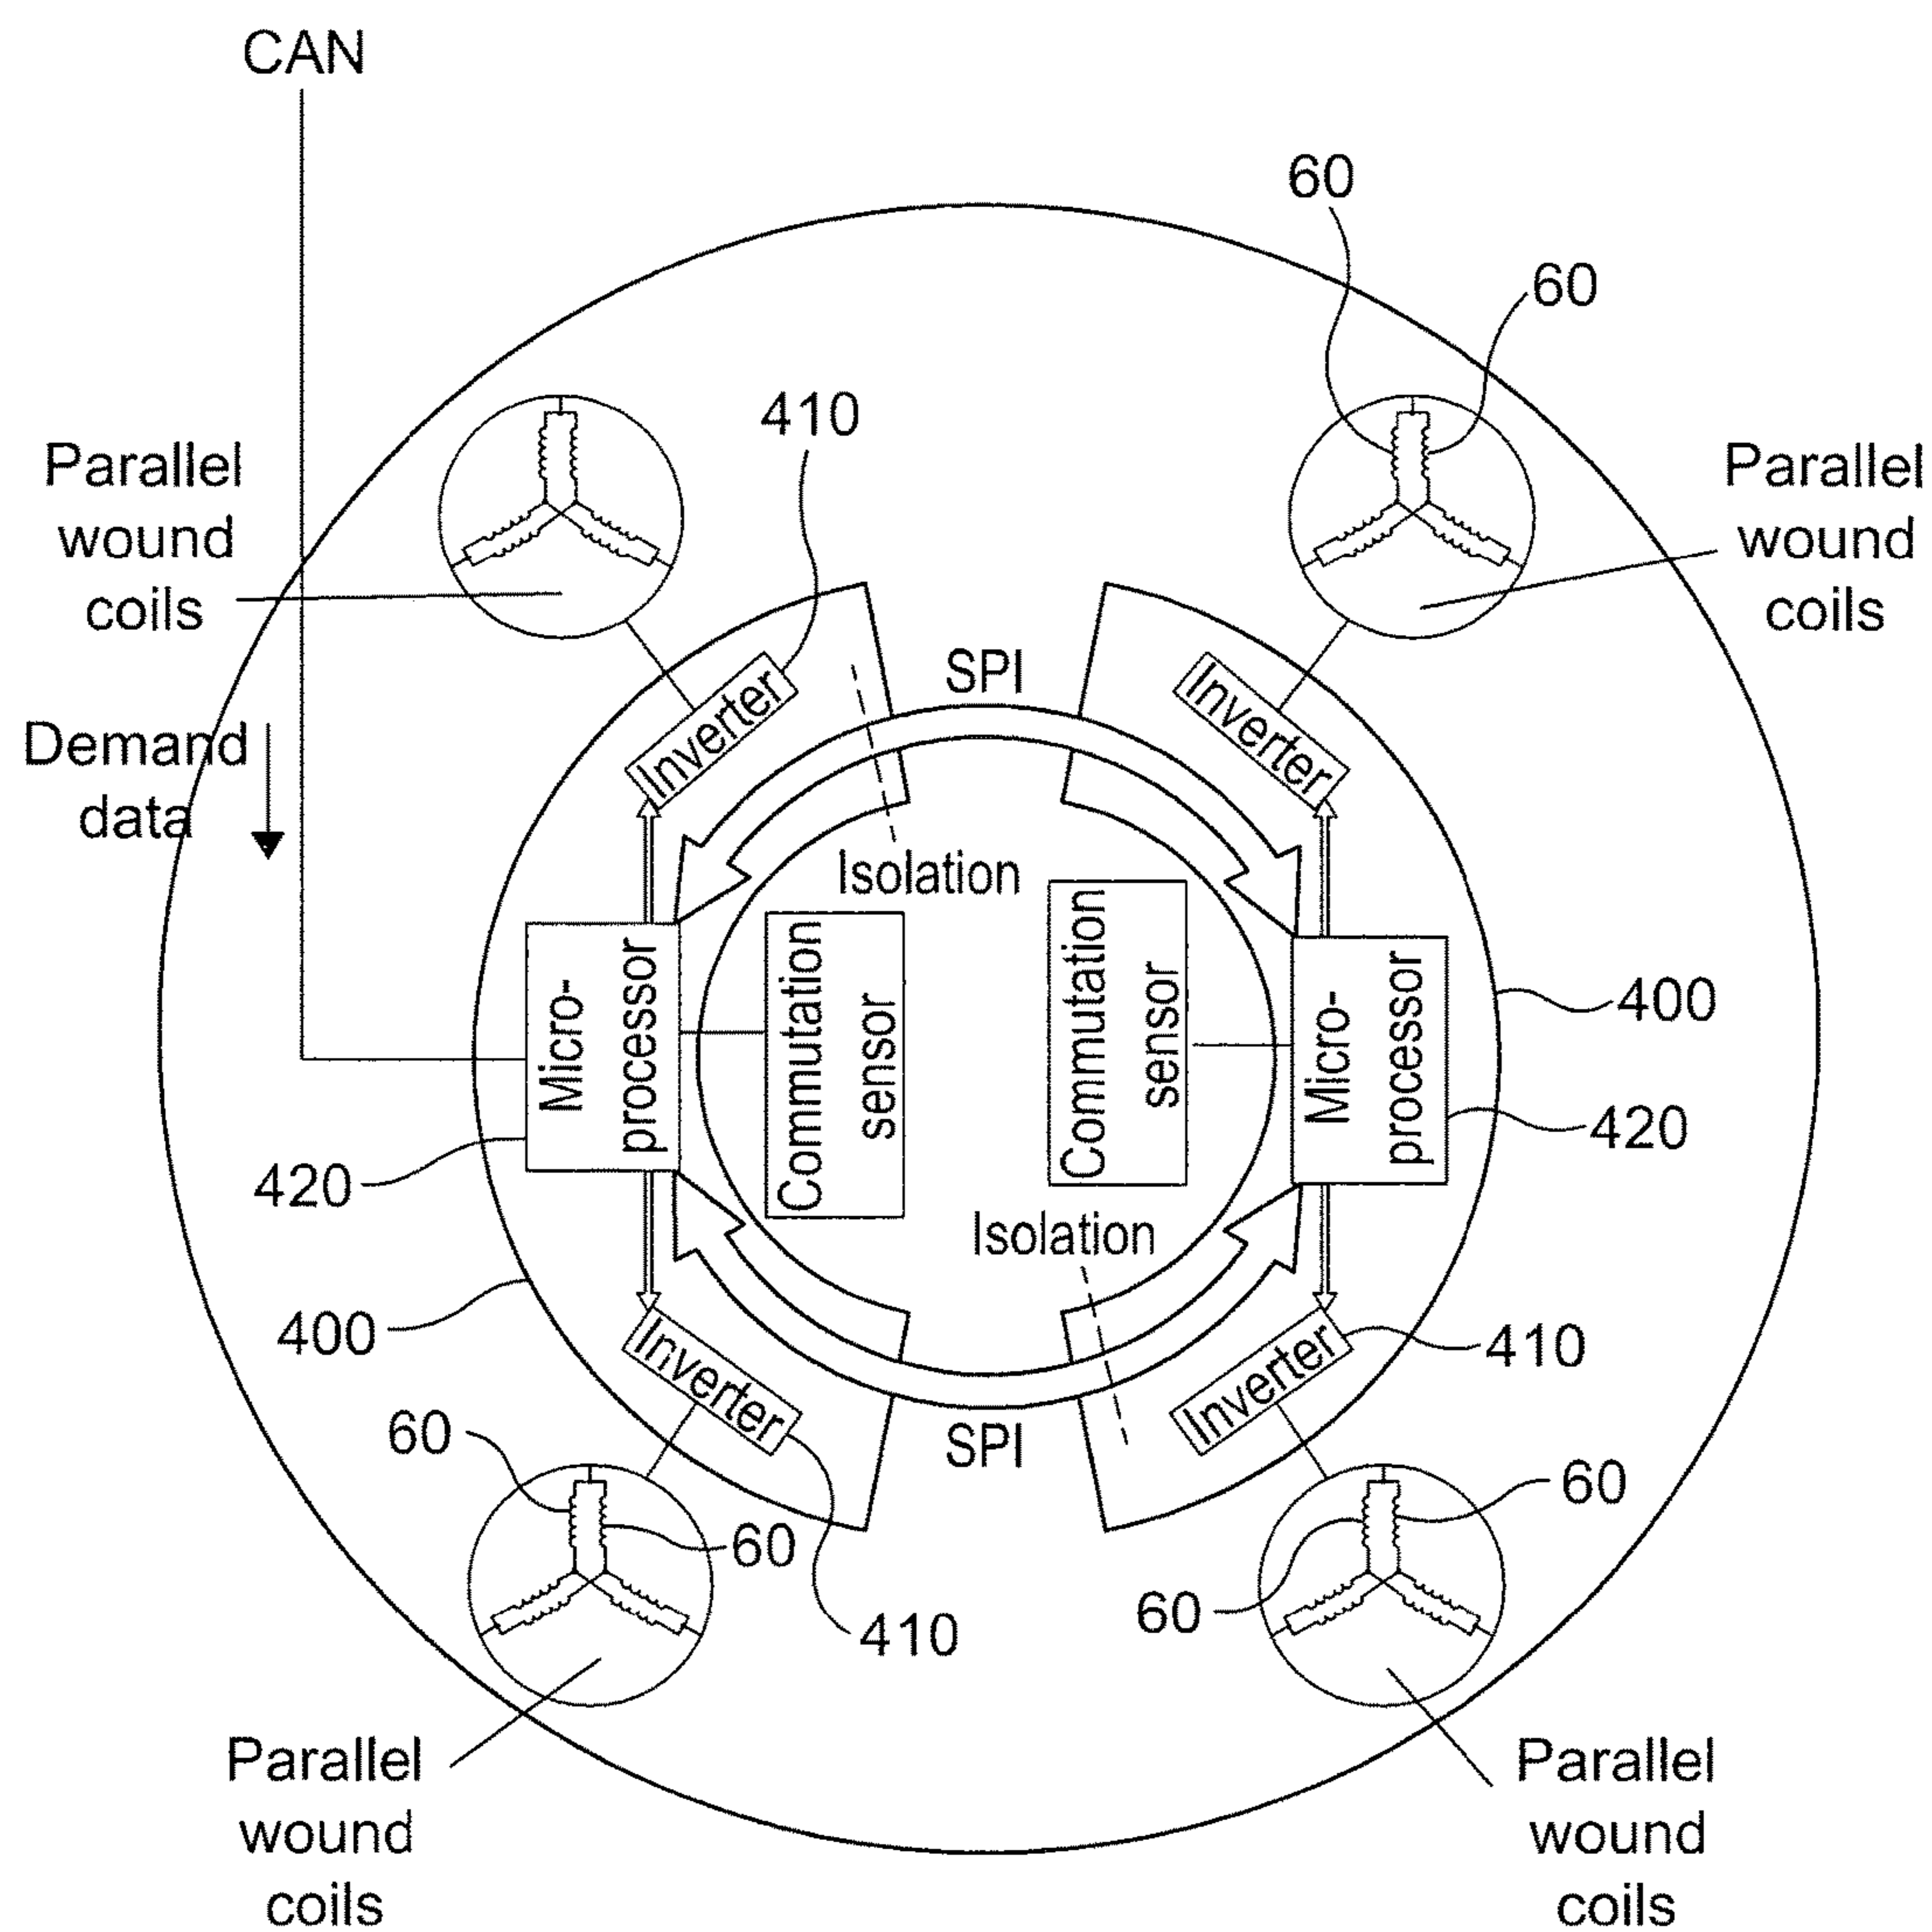 CAN
60
60
410
Parallel
wound
coils
Parallel
wound
coils
SPI
Inverter
Inverter
Demand
data
Isolation
Micro-
processor
Commutation
sensor
Commutation
sensor
Micro-
processor
400
420
420
Isolation
400
Inverter
Inverter
410
60
SPI
60
60
60
410
Parallel
wound
coils
Parallel
wound
coils